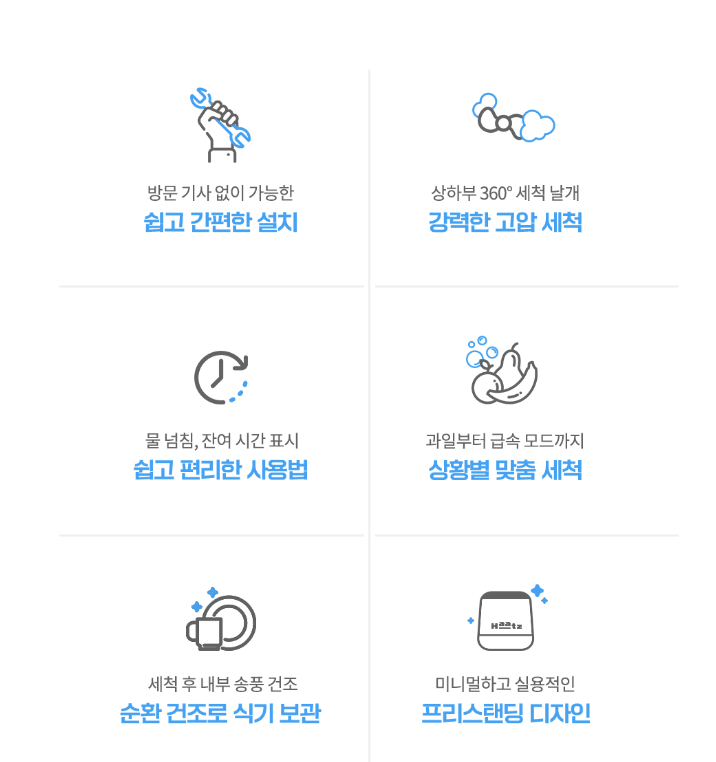 방문 기사 없이 가능한
쉽고 간편한 설치
상하부 360° 세척 날개
강력한 고압 세척
물 넘침, 잔여 시간 표시
쉽고 편리한 사용법
과일부터 급속 모드까지
상황별 맞춤 세척
Haatz
세척 후 내부 송풍 건조
순환 건조로 식기 보관
미니멀하고 실용적인
프리스탠딩 디자인